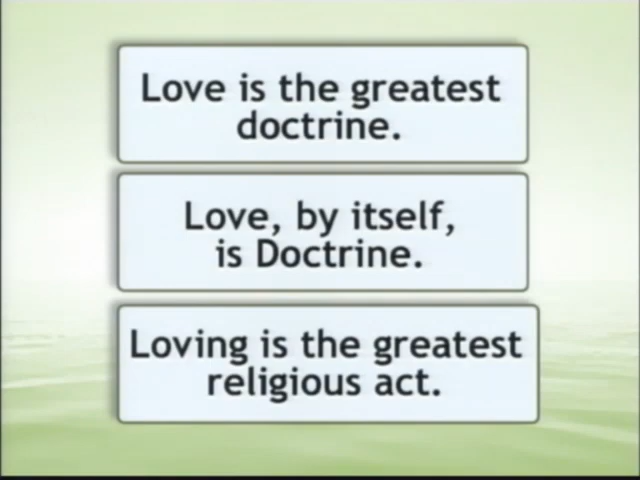 Love is the greatest
doctrine.
Love, by itself,
is Doctrine.
Loving is the greatest
religious act.